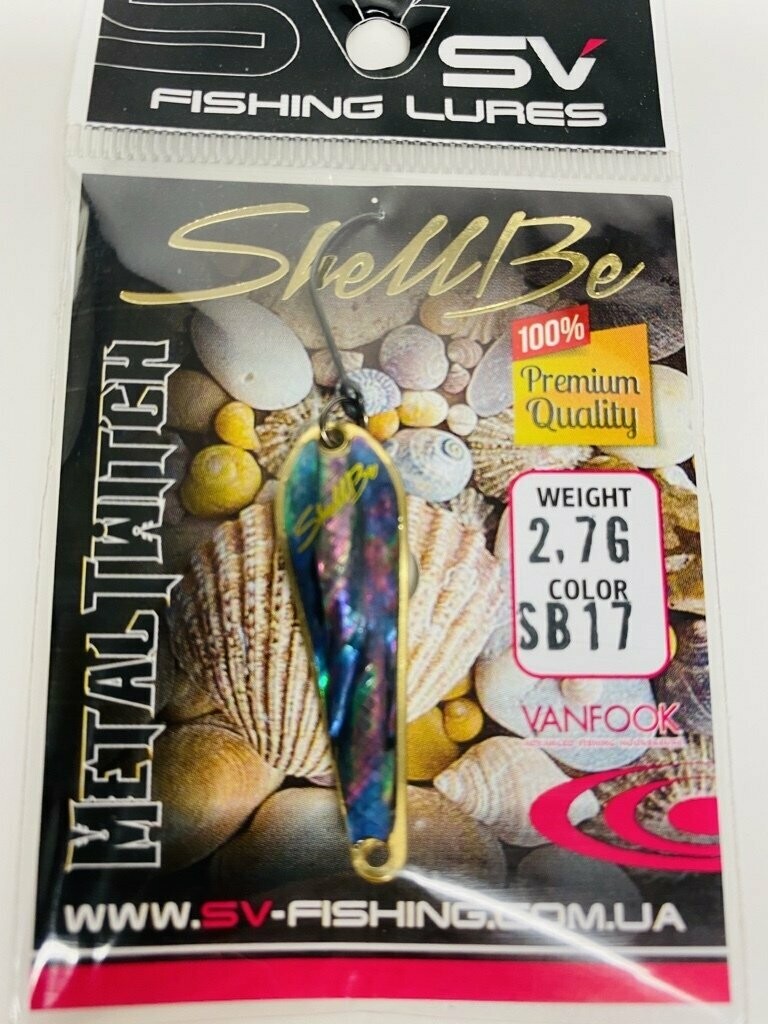 SV
SV
FISHING LURES
ShellBe
100%
Premium
Quality
METAL TWITCH
ShellBe
WEIGHT
2,7G
COLOR
SB17
VANFOOK
WWW.SV-FISHING.COM.UA